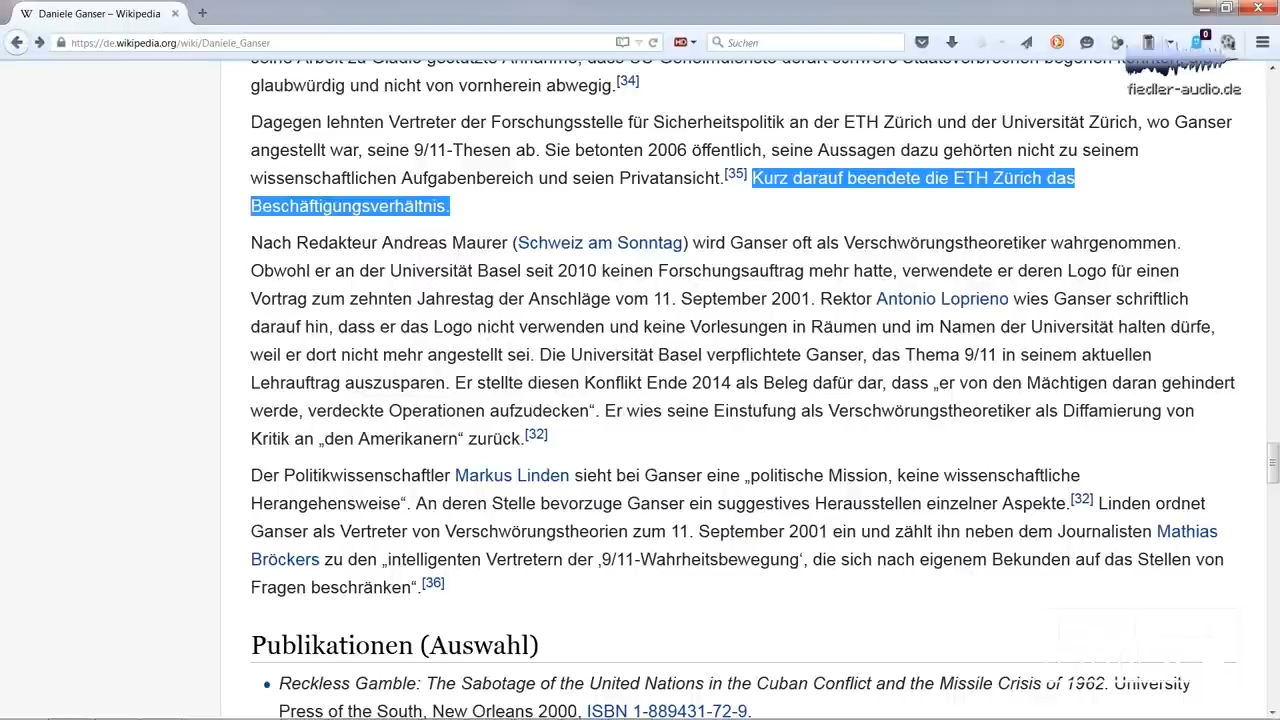 Daniele Ganser – Wikipedia
https://de.wikipedia.org/wiki/Daniele_Ganser
HD
Suchen
0
fiedler-audio.de
glaubwürdig und nicht von vornherein abwegig.[34]
Dagegen lehnten Vertreter der Forschungsstelle für Sicherheitspolitik an der ETH Zürich und der Universität Zürich, wo Ganser
angestellt war, seine 9/11-Thesen ab. Sie betonten 2006 öffentlich, seine Aussagen dazu gehörten nicht zu seinem
wissenschaftlichen Aufgabenbereich und seien Privatansicht.[35] Kurz darauf beendete die ETH Zürich das
Beschäftigungsverhältnis.
Nach Redakteur Andreas Maurer (Schweiz am Sonntag) wird Ganser oft als Verschwörungstheoretiker wahrgenommen.
Obwohl er an der Universität Basel seit 2010 keinen Forschungsauftrag mehr hatte, verwendete er deren Logo für einen
Vortrag zum zehnten Jahrestag der Anschläge vom 11. September 2001. Rektor Antonio Loprieno wies Ganser schriftlich
darauf hin, dass er das Logo nicht verwenden und keine Vorlesungen in Räumen und im Namen der Universität halten dürfe,
weil er dort nicht mehr angestellt sei. Die Universität Basel verpflichtete Ganser, das Thema 9/11 in seinem aktuellen
Lehrauftrag auszusparen. Er stellte diesen Konflikt Ende 2014 als Beleg dafür dar, dass „er von den Mächtigen daran gehindert
werde, verdeckte Operationen aufzudecken“. Er wies seine Einstufung als Verschwörungstheoretiker als Diffamierung von
Kritik an „den Amerikanern“ zurück.[32]
Der Politikwissenschaftler Markus Linden sieht bei Ganser eine „politische Mission, keine wissenschaftliche
Herangehensweise“. An deren Stelle bevorzuge Ganser ein suggestives Herausstellen einzelner Aspekte.[32] Linden ordnet
Ganser als Vertreter von Verschwörungstheorien zum 11. September 2001 ein und zählt ihn neben dem Journalisten Mathias
Bröckers zu den „intelligenten Vertretern der ‚9/11-Wahrheitsbewegung‘, die sich nach eigenem Bekunden auf das Stellen von
Fragen beschränken“.[36]
Publikationen (Auswahl)
Reckless Gamble: The Sabotage of the United Nations in the Cuban Conflict and the Missile Crisis of 1962. University
Press of the South, New Orleans 2000, ISBN 1-889431-72-9.